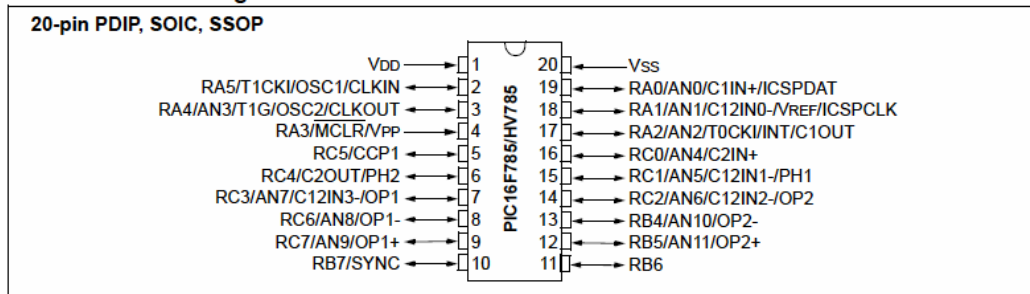 20-pin PDIP, SOIC, SSOP
VDD 1 20 VSS
RA5/T1CKI/OSC1/CLKIN 2 19 RA0/AN0/C1IN+/ICSPDAT
RA4/AN3/T1G/OSC2/CLKOUT 3 18 RA1/AN1/C12IN0-/VREF/ICSPCLK
RA3/MCLR/VPP 4 17 RA2/AN2/T0CKI/INT/C1OUT
RC5/CCP1 5 16 RC0/AN4/C2IN+
RC4/C2OUT/PH2 6 15 RC1/AN5/C12IN1-/PH1
RC3/AN7/C12IN3-/OP1 7 14 RC2/AN6/C12IN2-/OP2
RC6/AN8/OP1- 8 13 RB4/AN10/OP2-
RC7/AN9/OP1+ 9 12 RB5/AN11/OP2+
RB7/SYNC 10 11 RB6
PIC16F785/HV785